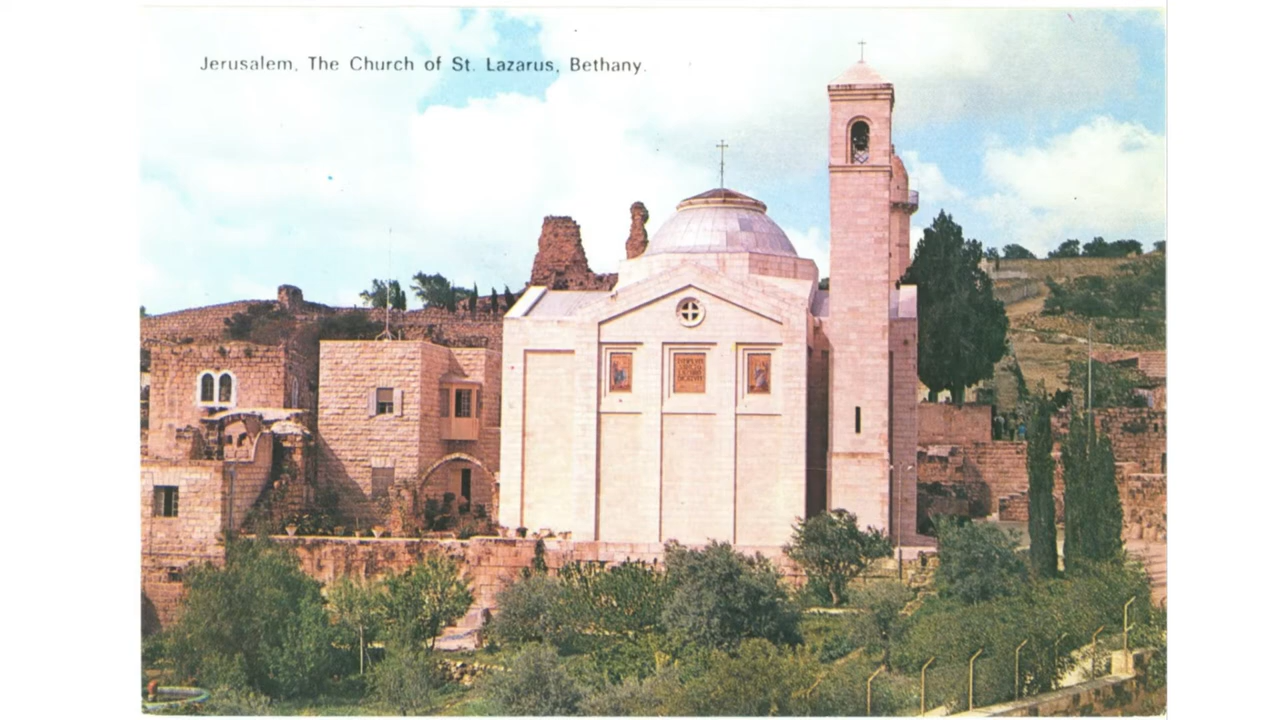 Jerusalem, The Church of St. Lazarus, Bethany.